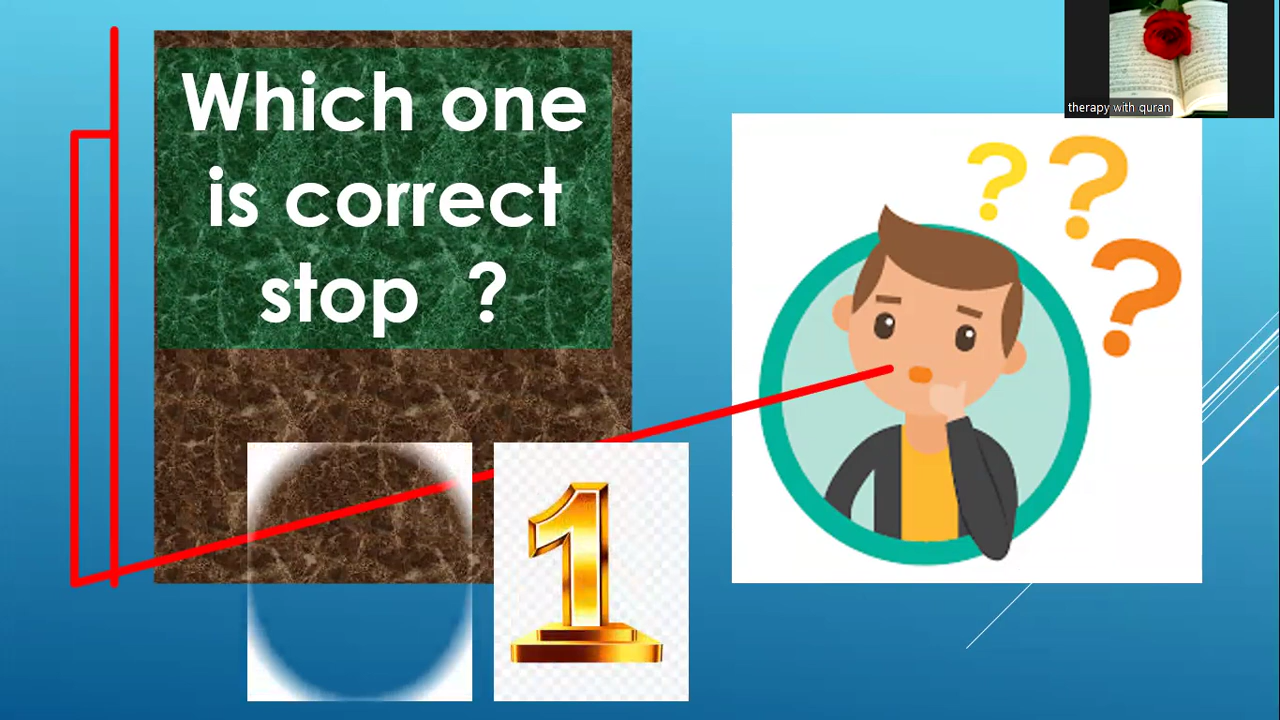 Which one
is correct
stop ?
1
? ? ?
therapy with quran